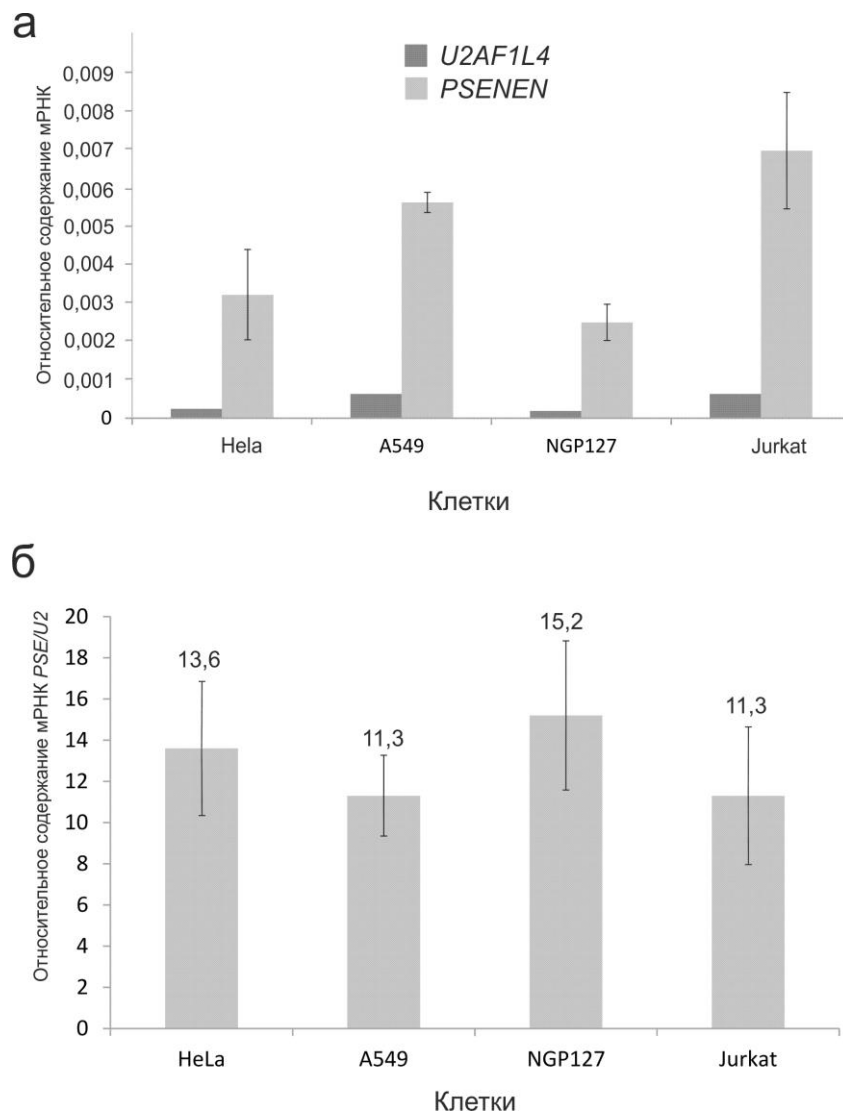 а
U2AF1L4
PSENEN
Относительное содержание мРНК
0,009
0,008
0,007
0,006
0,005
0,004
0,003
0,002
0,001
0
Hela A549 NGP127 Jurkat
Клетки
б
Относительное содержание мРНК PSE/U2
20
18
16
14
12
10
8
6
4
2
0
13,6 11,3 15,2 11,3
HeLa A549 NGP127 Jurkat
Клетки